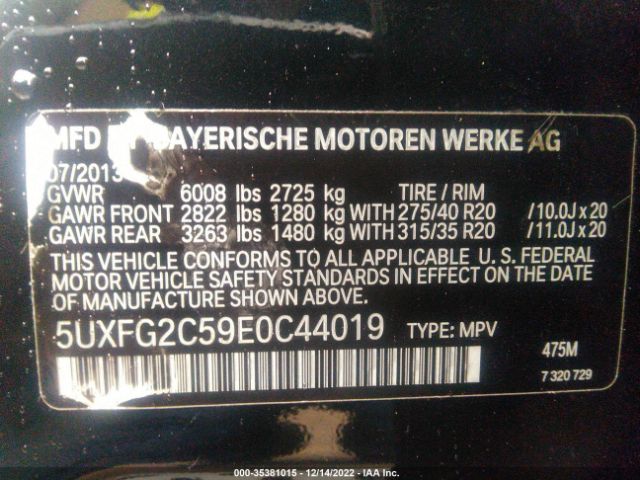 MFD BY BAYERISCHE MOTOREN WERKE AG
07/2013
GVWR 6008 lbs 2725 kg TIRE / RIM
GAWR FRONT 2822 lbs 1280 kg WITH 275/40 R20 /10.0J x 20
GAWR REAR 3263 lbs 1480 kg WITH 315/35 R20 /11.0J x 20
THIS VEHICLE CONFORMS TO ALL APPLICABLE U. S. FEDERAL
MOTOR VEHICLE SAFETY STANDARDS IN EFFECT ON THE DATE
OF MANUFACTURE SHOWN ABOVE.
5UXFG2C59E0C44019 TYPE: MPV
475M
7 320 729
000-35381015 - 12/14/2022 - IAA Inc.